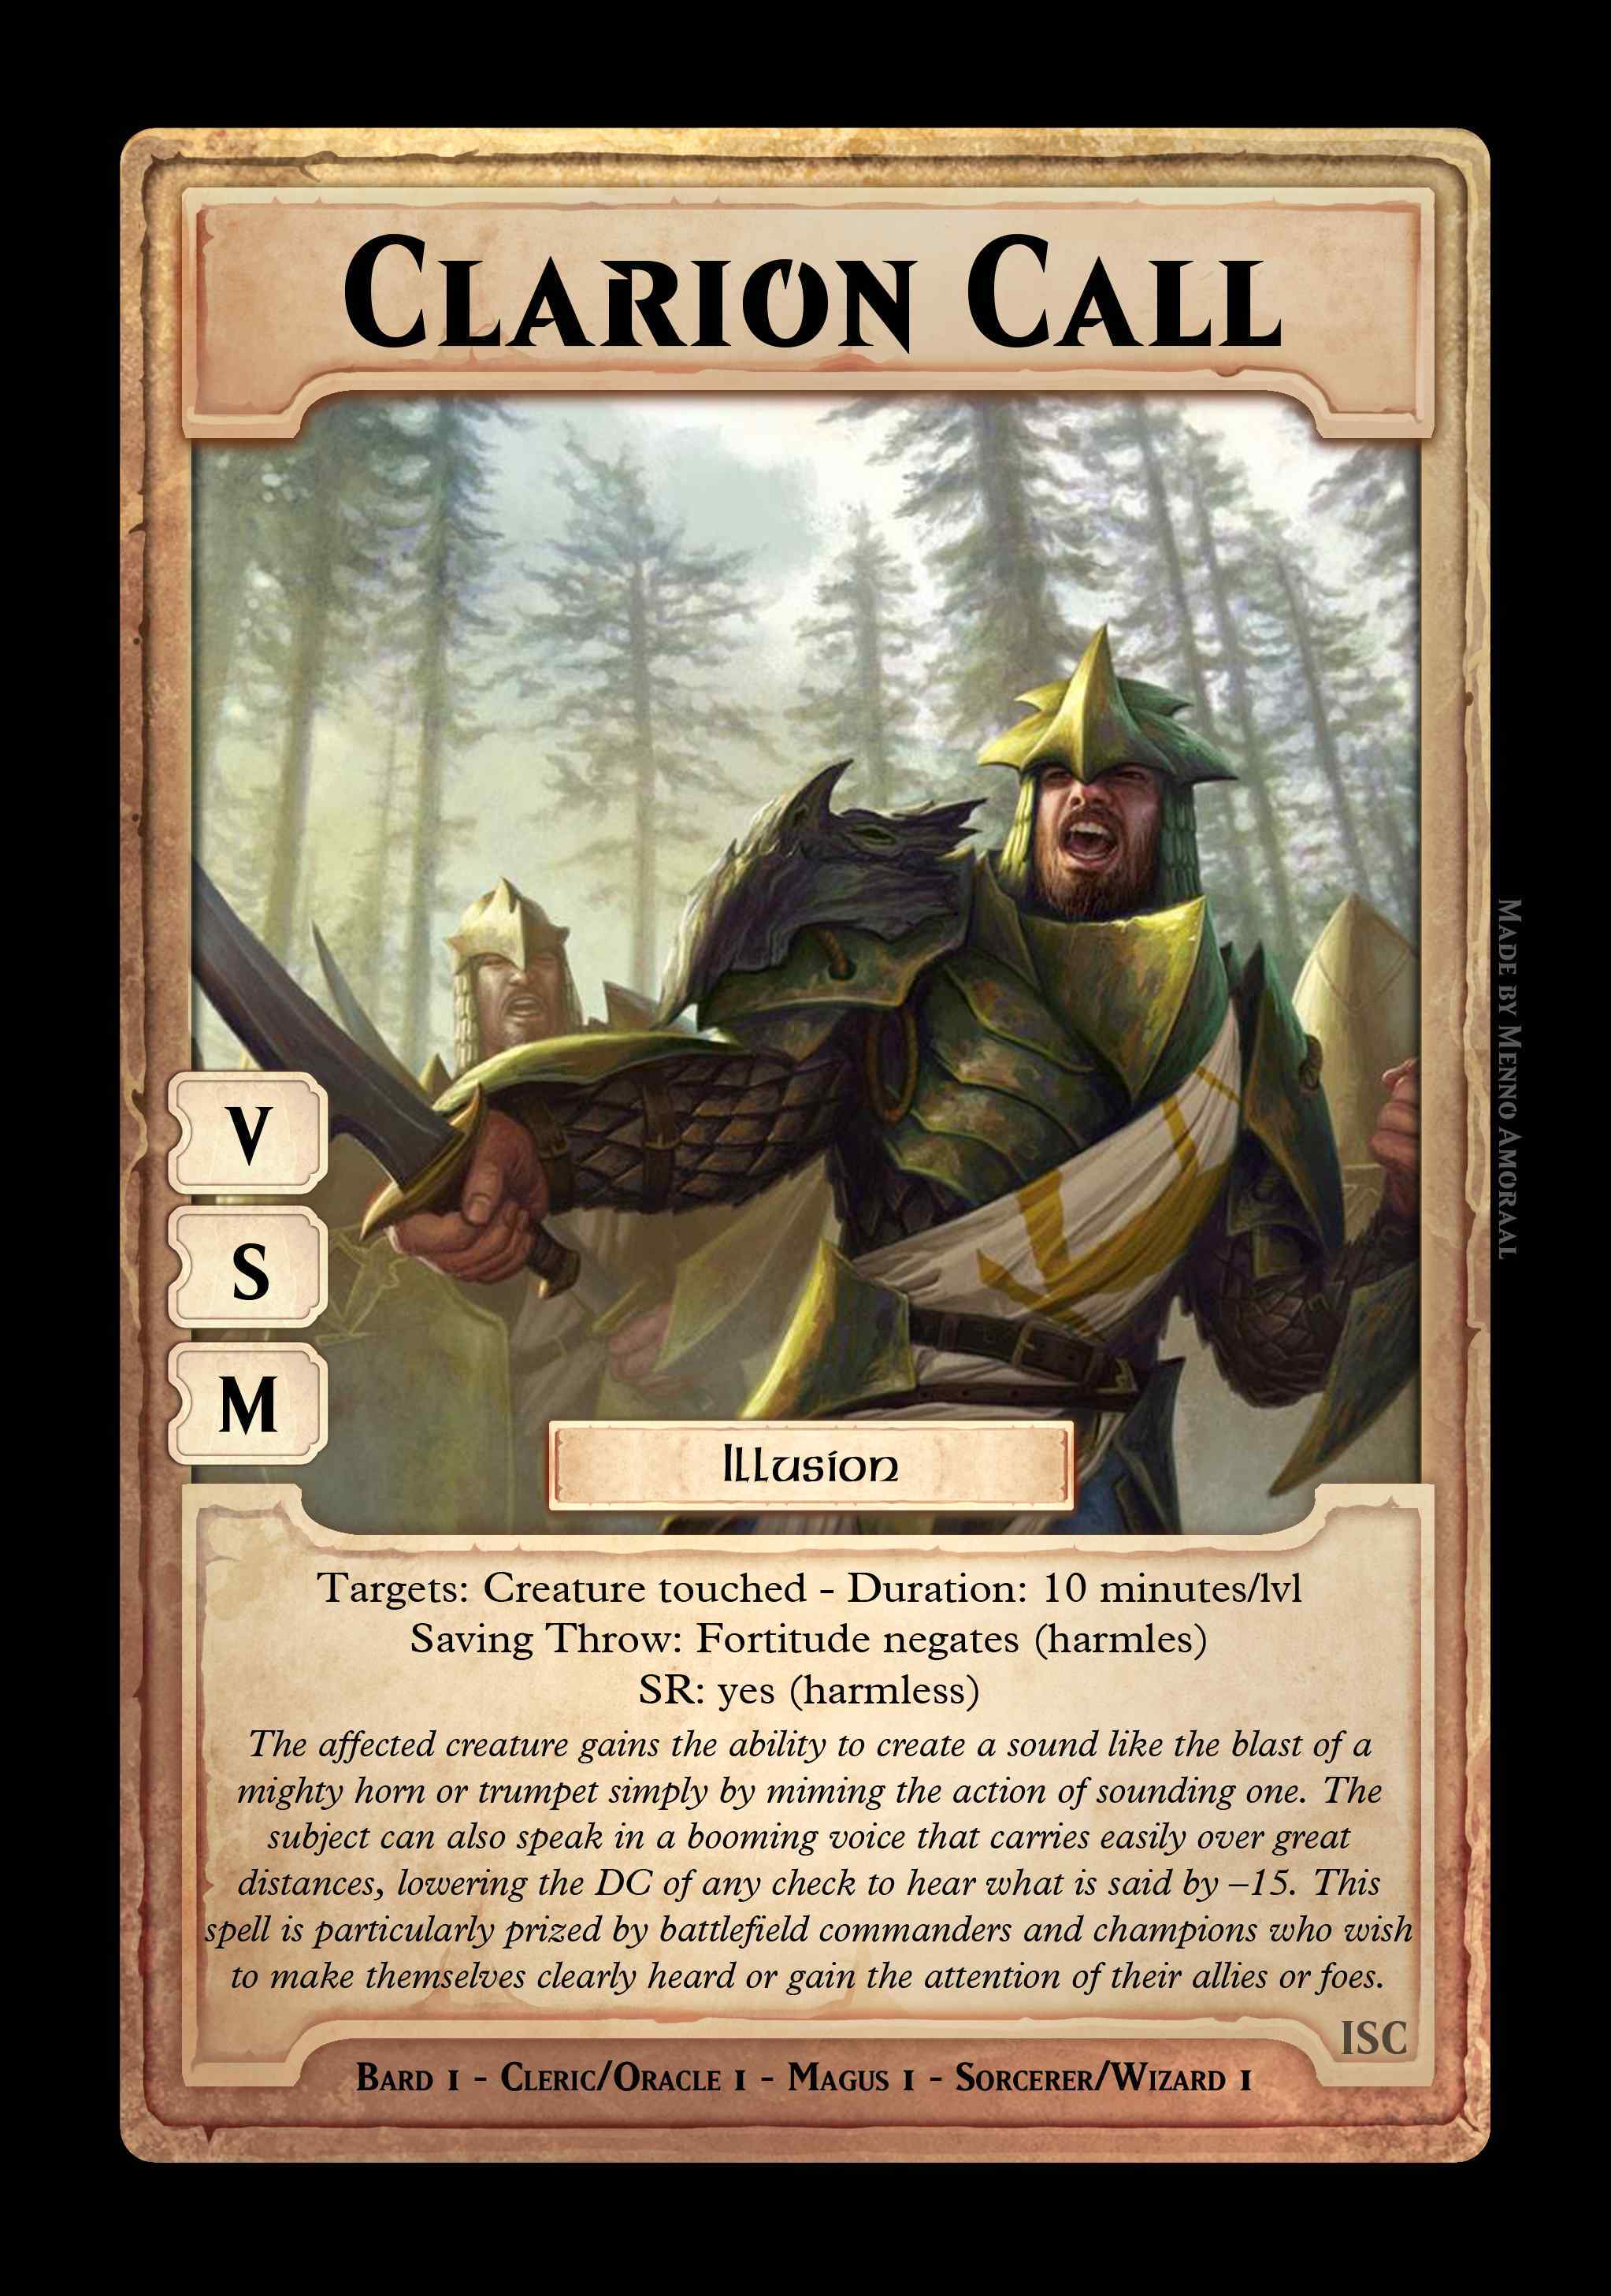 CLARION CALL
V
S
M
Illusion
Targets: Creature touched - Duration: 10 minutes/lvl
Saving Throw: Fortitude negates (harmles)
SR: yes (harmless)
The affected creature gains the ability to create a sound like the blast of a
mighty horn or trumpet simply by miming the action of sounding one. The
subject can also speak in a booming voice that carries easily over great
distances, lowering the DC of any check to hear what is said by –15. This
spell is particularly prized by battlefield commanders and champions who wish
to make themselves clearly heard or gain the attention of their allies or foes.
ISC
BARD 1 - CLERIC/ORACLE 1 - MAGUS 1 - SORCERER/WIZARD 1
MADE BY MENNO AMORAAL